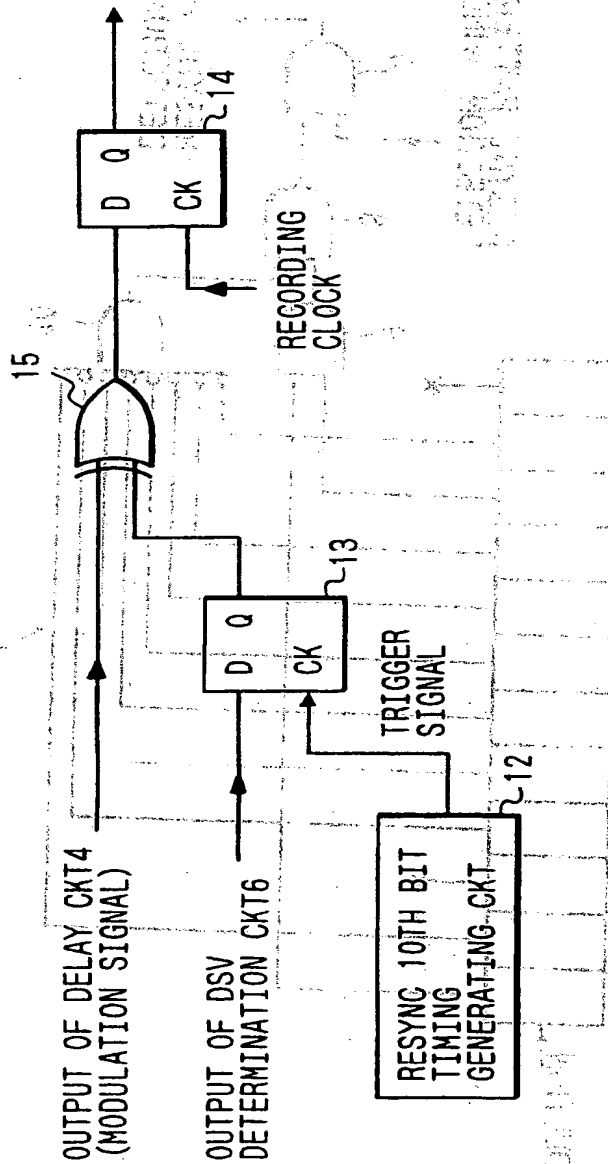 OUTPUT OF DELAY CKT4
(MODULATION SIGNAL)
15
D Q
CK
14
RECORDING
CLOCK
OUTPUT OF DSV
DETERMINATION CKT6
D Q
CK
13
TRIGGER
SIGNAL
RESYNC 10TH BIT
TIMING
GENERATING CKT
12